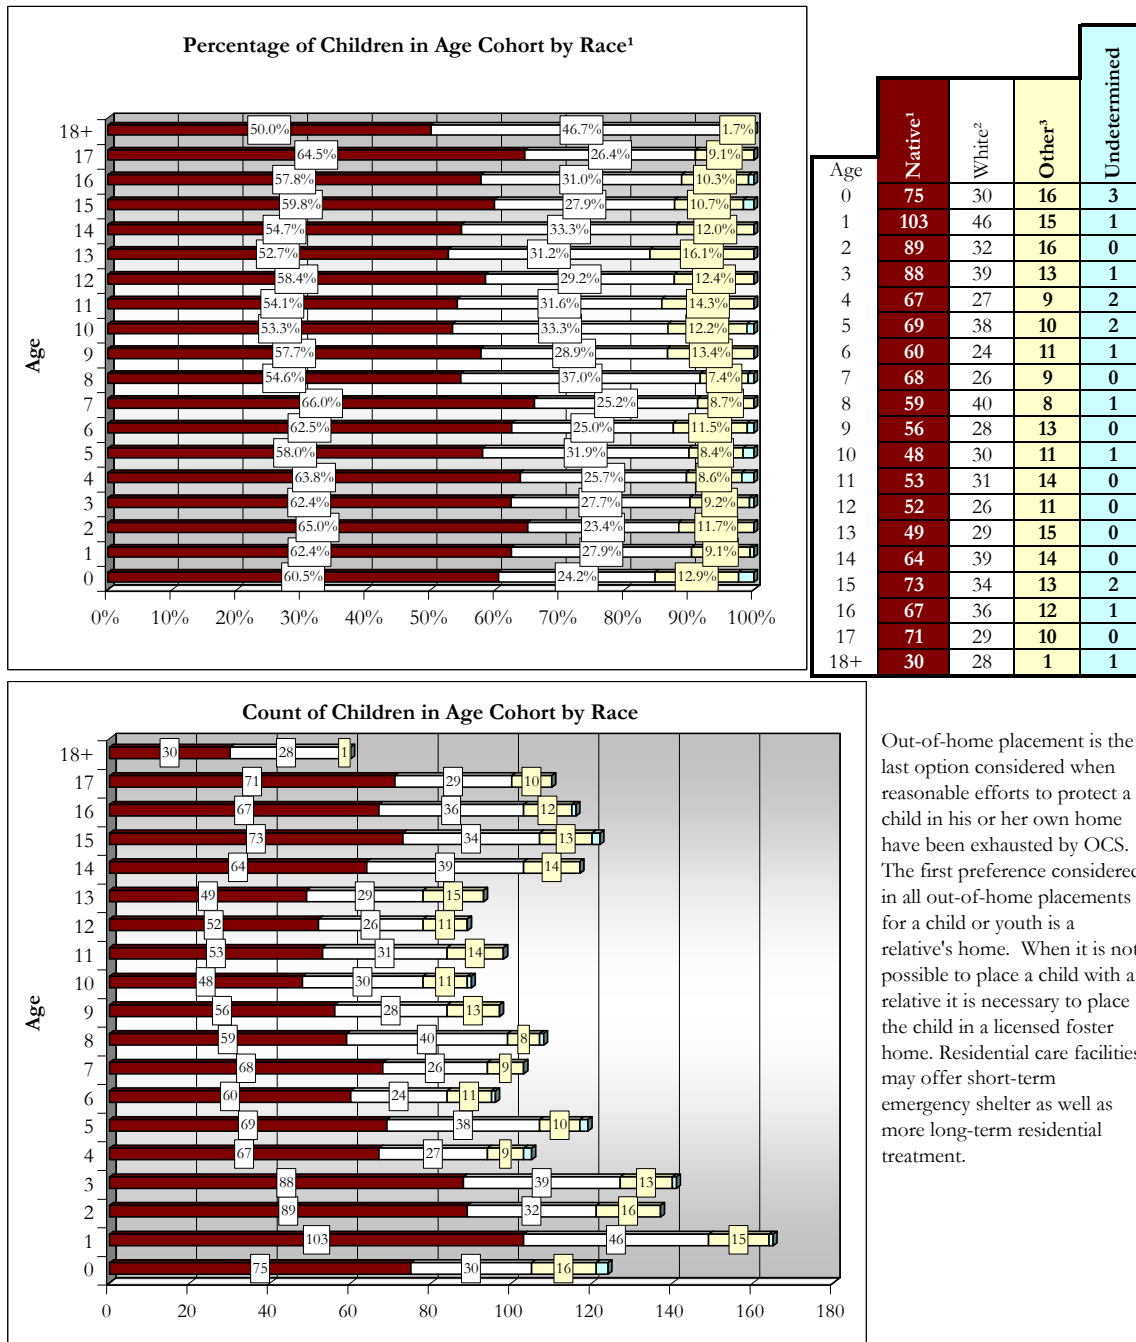 Percentage of Children in Age Cohort by Race¹
Age
18+ 50.0% 46.7% 1.7%
17 64.5% 26.4% 9.1%
16 57.8% 31.0% 10.3%
15 59.8% 27.9% 10.7%
14 54.7% 33.3% 12.0%
13 52.7% 31.2% 16.1%
12 58.4% 29.2% 12.4%
11 54.1% 31.6% 14.3%
10 53.3% 33.3% 12.2%
9 57.7% 28.9% 13.4%
8 54.6% 37.0% 7.4%
7 66.0% 25.2% 8.7%
6 62.5% 25.0% 11.5%
5 58.0% 31.9% 8.4%
4 63.8% 25.7% 8.6%
3 62.4% 27.7% 9.2%
2 65.0% 23.4% 11.7%
1 62.4% 27.9% 9.1%
0 60.5% 24.2% 12.9%
0% 10% 20% 30% 40% 50% 60% 70% 80% 90% 100%
Age Native¹ White² Other³ Undetermined
0 75 30 16 3
1 103 46 15 1
2 89 32 16 0
3 88 39 13 1
4 67 27 9 2
5 69 38 10 2
6 60 24 11 1
7 68 26 9 0
8 59 40 8 1
9 56 28 13 0
10 48 30 11 1
11 53 31 14 0
12 52 26 11 0
13 49 29 15 0
14 64 39 14 0
15 73 34 13 2
16 67 36 12 1
17 71 29 10 0
18+ 30 28 1 1
Count of Children in Age Cohort by Race
Age
18+ 30 28 1
17 71 29 10
16 67 36 12
15 73 34 13
14 64 39 14
13 49 29 15
12 52 26 11
11 53 31 14
10 48 30 11
9 56 28 13
8 59 40 8
7 68 26 9
6 60 24 11
5 69 38 10
4 67 27 9
3 88 39 13
2 89 32 16
1 103 46 15
0 75 30 16
0 20 40 60 80 100 120 140 160 180
Out-of-home placement is the
last option considered when
reasonable efforts to protect a
child in his or her own home
have been exhausted by OCS.
The first preference considered
in all out-of-home placements
for a child or youth is a
relative's home. When it is not
possible to place a child with a
relative it is necessary to place
the child in a licensed foster
home. Residential care facilities
may offer short-term
emergency shelter as well as
more long-term residential
treatment.